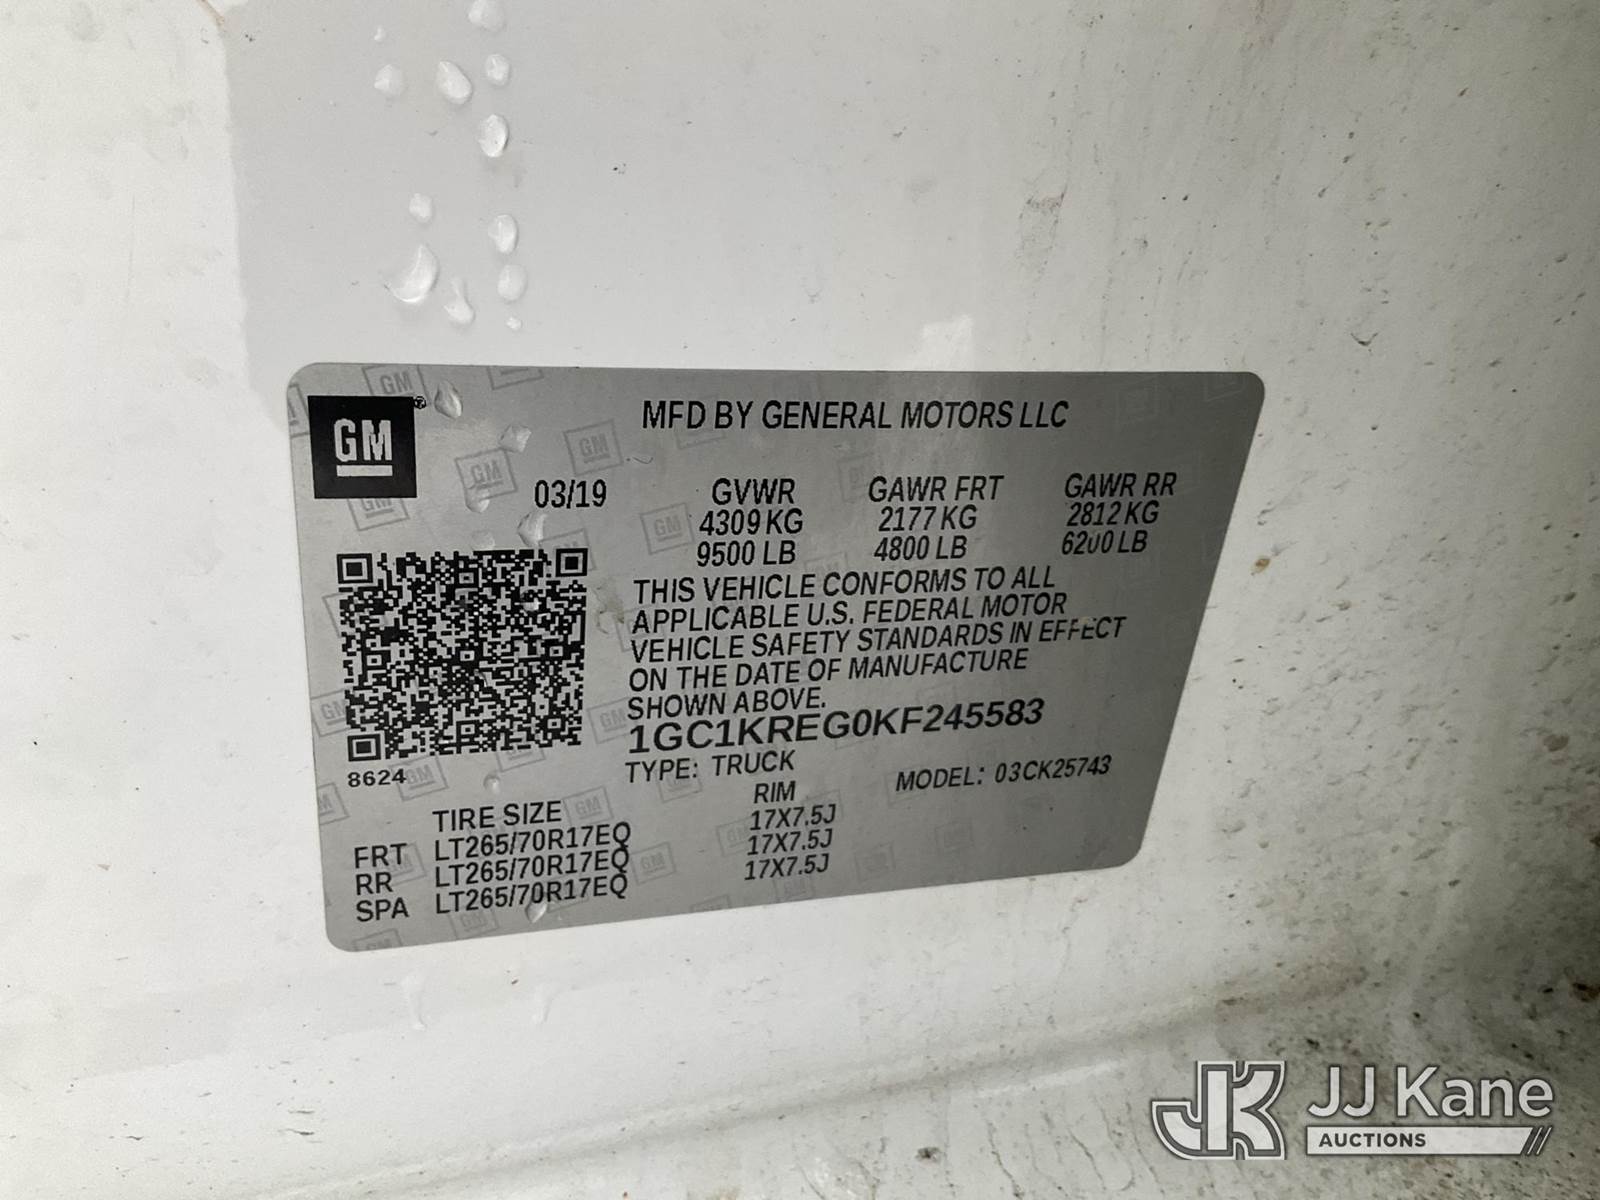 GM®
MFD BY GENERAL MOTORS LLC
03/19 GVWR GAWR FRT GAWR RR
4309 KG 2177 KG 2812 KG
9500 LB 4800 LB 6200 LB
THIS VEHICLE CONFORMS TO ALL
APPLICABLE U.S. FEDERAL MOTOR
VEHICLE SAFETY STANDARDS IN EFFECT
ON THE DATE OF MANUFACTURE
SHOWN ABOVE.
1GC1KREG0KF245583
8624 TYPE: TRUCK MODEL: 03CK25743
TIRE SIZE RIM
FRT LT265/70R17EQ 17X7.5J
RR LT265/70R17EQ 17X7.5J
SPA LT265/70R17EQ 17X7.5J
JK JJ Kane
AUCTIONS